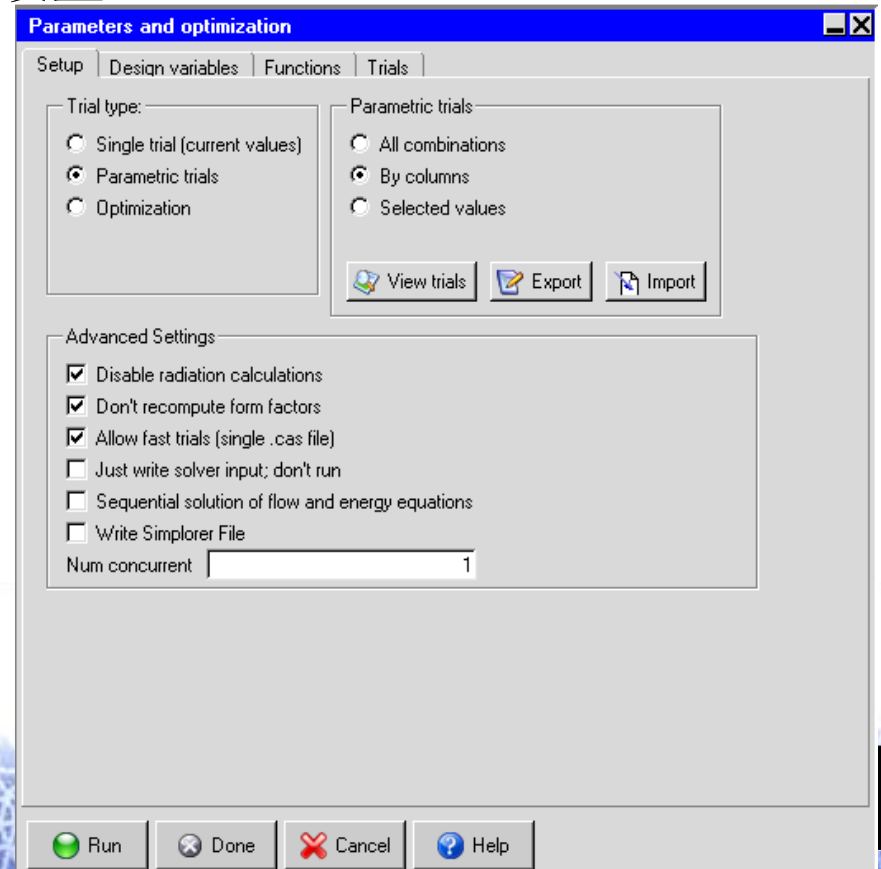 Parameters and optimization
Setup Design variables Functions Trials
Trial type:
Single trial (current values)
Parametric trials
Optimization
Parametric trials
All combinations
By columns
Selected values
View trials Export Import
Advanced Settings
Disable radiation calculations
Don't recompute form factors
Allow fast trials (single .cas file)
Just write solver input; don't run
Sequential solution of flow and energy equations
Write Simplorer File
Num concurrent 1
Run Done Cancel Help